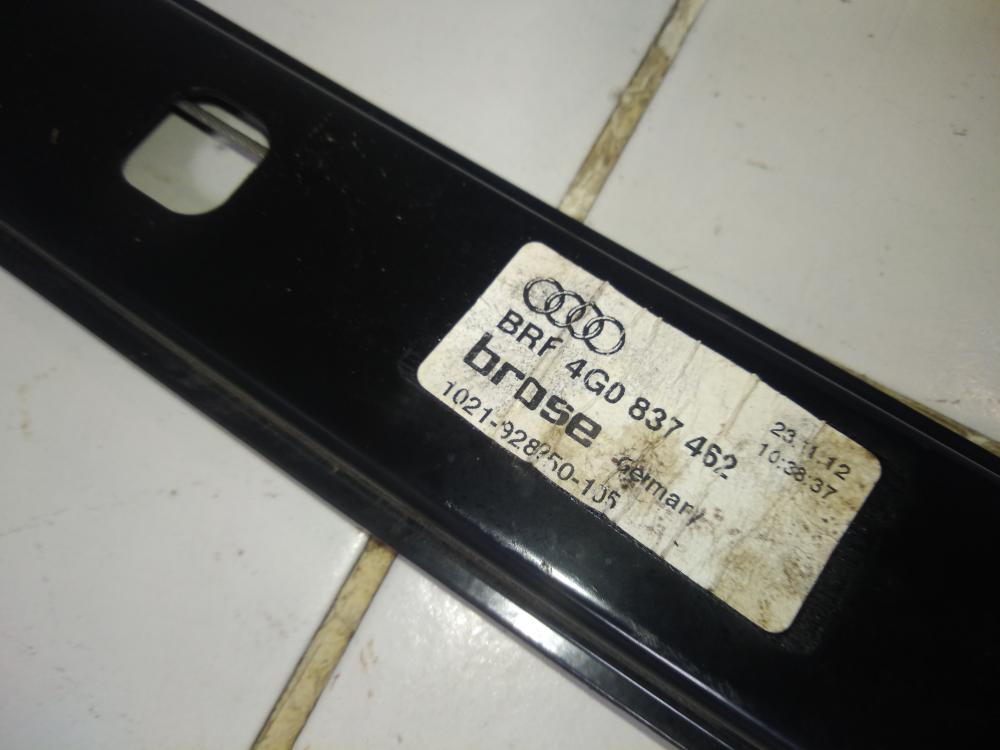 BRF 4G0 837 462
23.11.12
10:38:37
brose
Germany